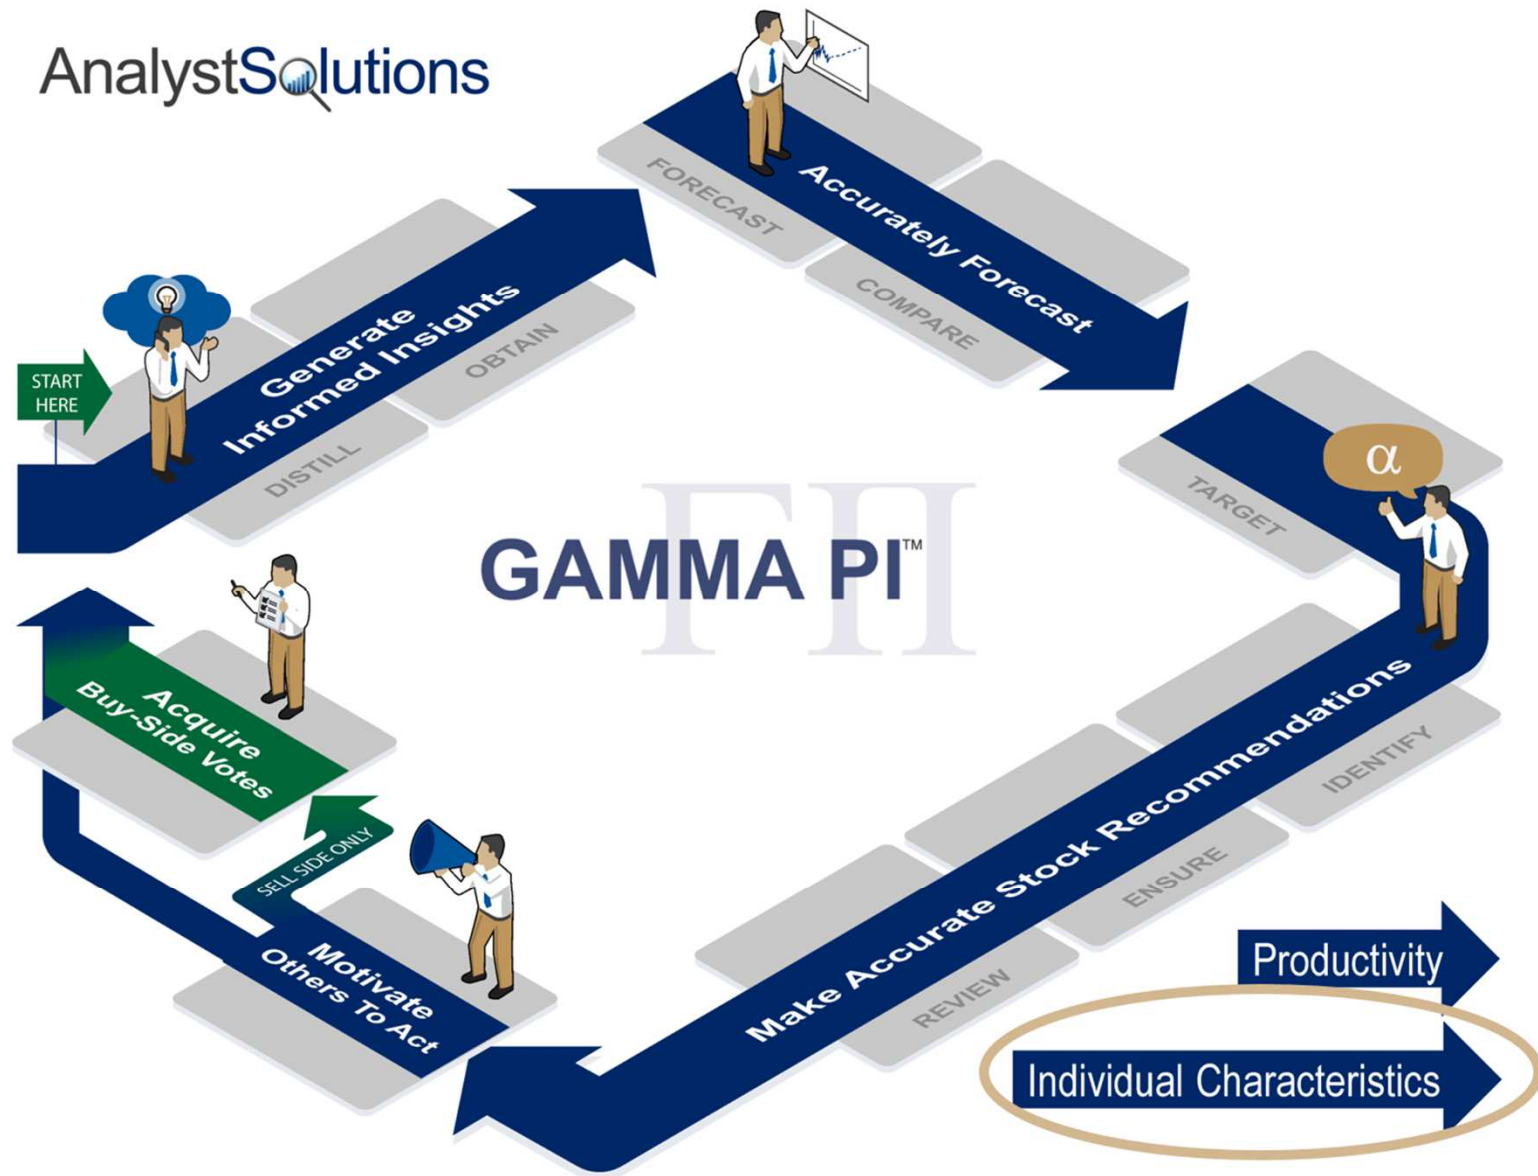 AnalystSolutions
START
HERE
Generate
Informed Insights
DISTILL
OBTAIN
Accurately Forecast
FORECAST
COMPARE
TARGET
α
Make Accurate Stock Recommendations
IDENTIFY
ENSURE
REVIEW
Motivate
Others To Act
SELL SIDE ONLY
Acquire
Buy-Side Votes
ΓΠ
GAMMA PI™
Productivity
Individual Characteristics